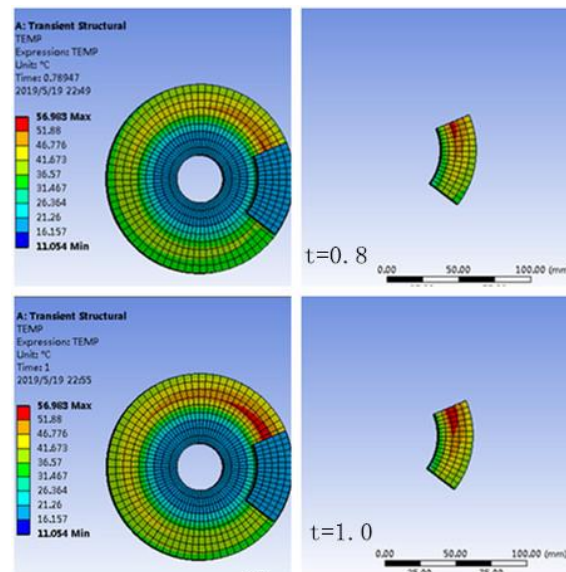 A: Transient Structural
TEMP
Expression: TEMP
Unit: °C
Time: 0.78947
2019/5/19 22:49
56.983 Max
51.88
46.776
41.673
36.57
31.467
26.364
21.26
16.157
11.054 Min
t=0.8
0.00 50.00 100.00 (mm)
A: Transient Structural
TEMP
Expression: TEMP
Unit: °C
Time: 1
2019/5/19 22:55
56.983 Max
51.88
46.776
41.673
36.57
31.467
26.364
21.26
16.157
11.054 Min
t=1.0
0.00 50.00 100.00 (mm)
25.00 75.00